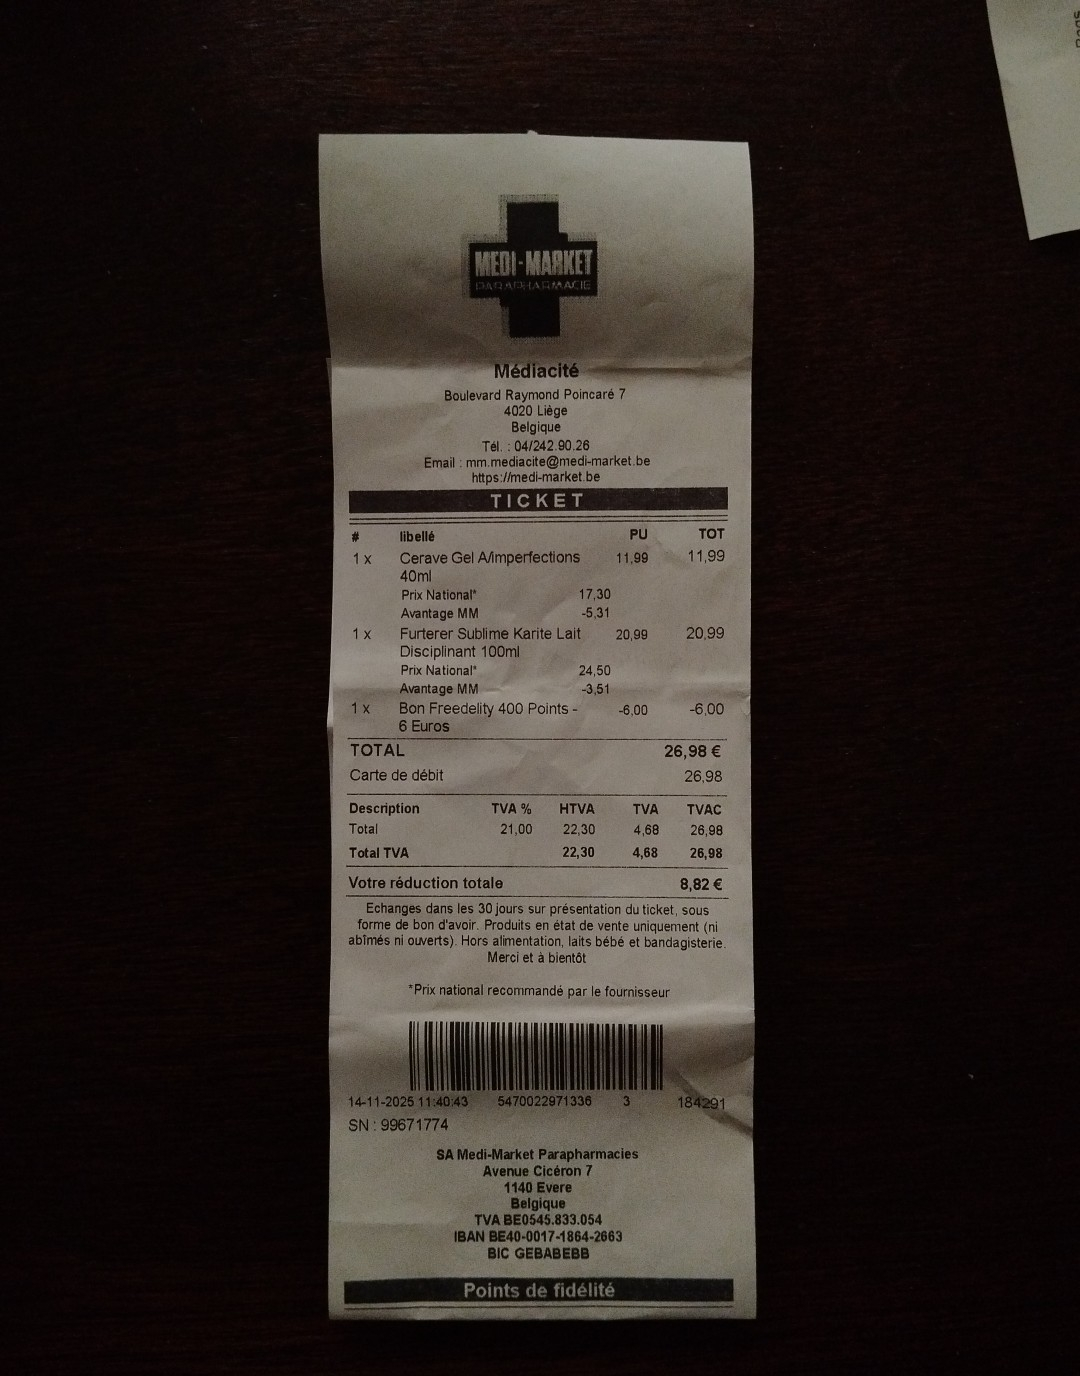 MEDI-MARKET
PARAPHARMACIE
Médiacité
Boulevard Raymond Poincaré 7
4020 Liège
Belgique
Tél. : 04/242.90.26
Email : mm.mediacite@medi-market.be
https://medi-market.be
TICKET
# libellé PU TOT
1 x Cerave Gel A/imperfections 11,99 11,99
40ml
Prix National* 17,30
Avantage MM -5,31
1 x Furterer Sublime Karite Lait 20,99 20,99
Disciplinant 100ml
Prix National* 24,50
Avantage MM -3,51
1 x Bon Freedelity 400 Points - -6,00 -6,00
6 Euros
TOTAL 26,98 €
Carte de débit 26,98
Description TVA % HTVA TVA TVAC
Total 21,00 22,30 4,68 26,98
Total TVA 22,30 4,68 26,98
Votre réduction totale 8,82 €
Echanges dans les 30 jours sur présentation du ticket, sous
forme de bon d'avoir. Produits en état de vente uniquement (ni
abîmés ni ouverts). Hors alimentation, laits bébé et bandagisterie.
Merci et à bientôt
*Prix national recommandé par le fournisseur
14-11-2025 11:40:43 5470022971336 3 184291
SN : 99671774
SA Medi-Market Parapharmacies
Avenue Cicéron 7
1140 Evere
Belgique
TVA BE0545.833.054
IBAN BE40-0017-1864-2663
BIC GEBABEBB
Points de fidélité